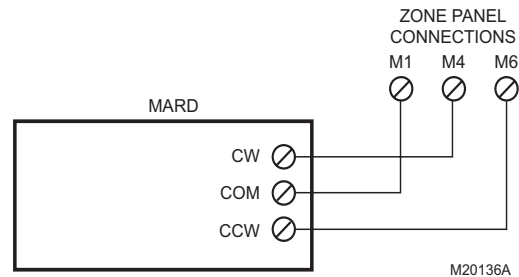 ZONE PANEL
CONNECTIONS
M1 M4 M6
MARD
CW
COM
CCW
M20136A